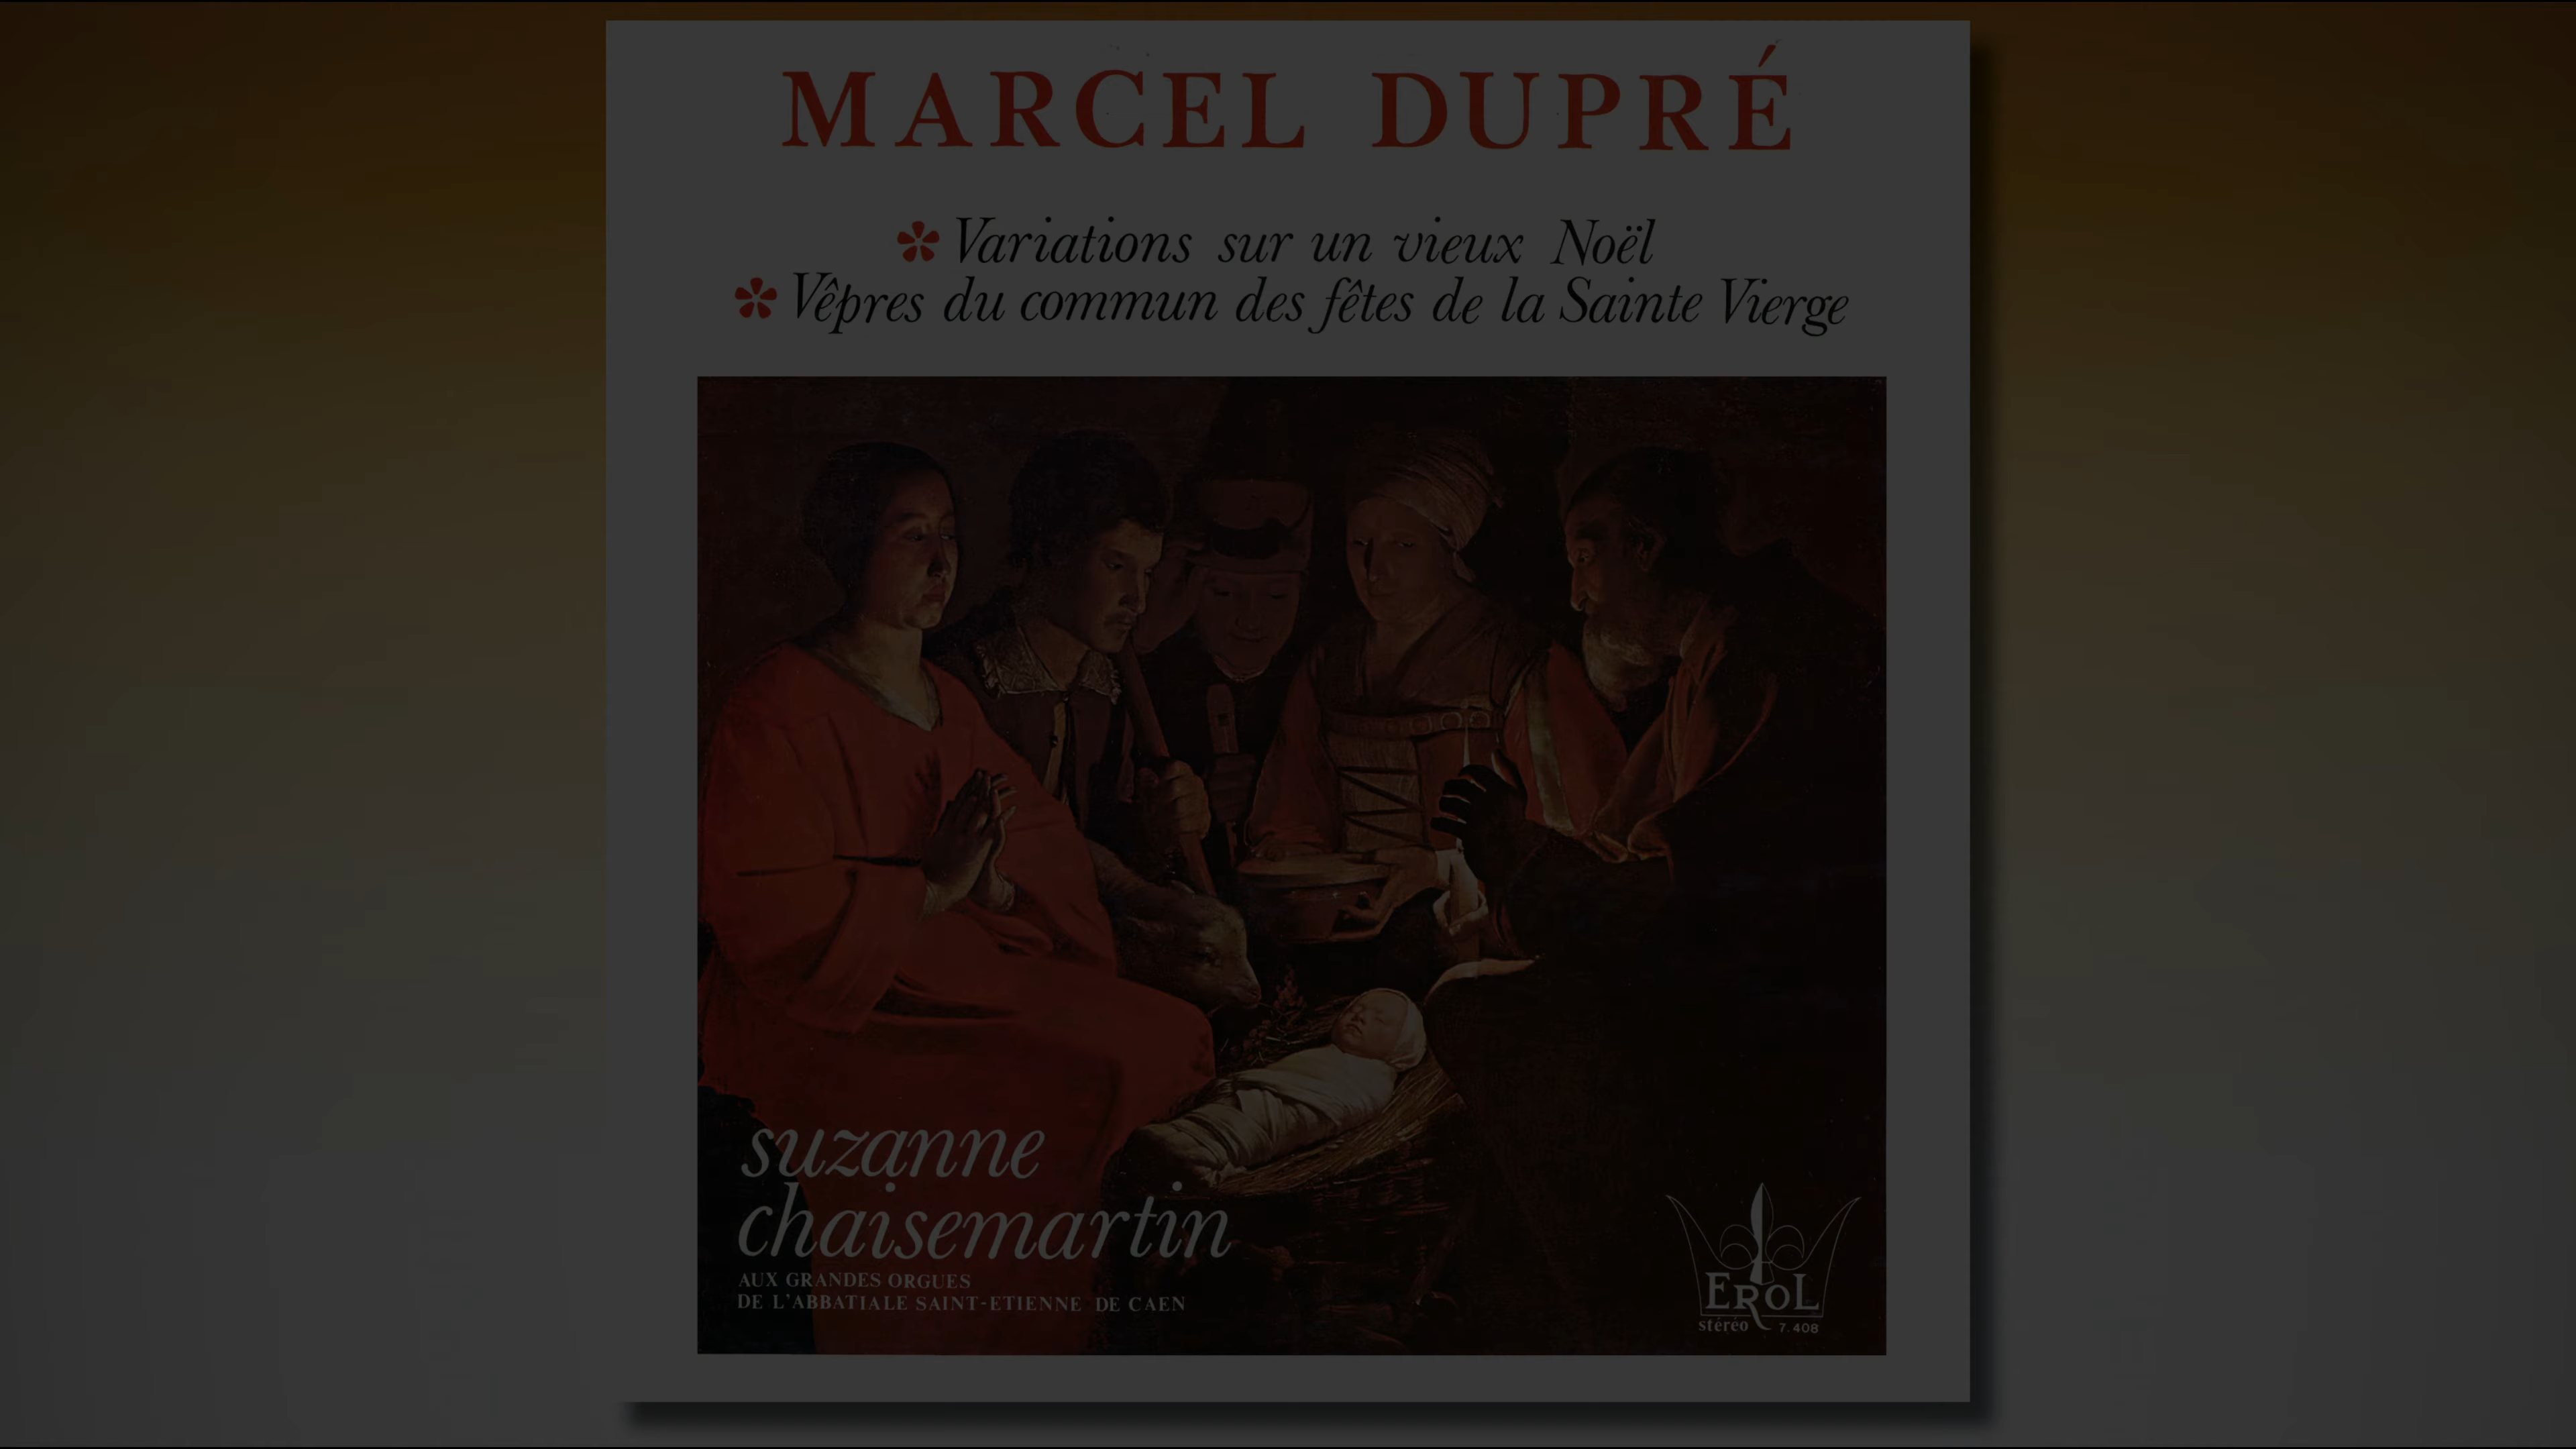 MARCEL DUPRÉ
Variations sur un vieux Noël
Vêpres du commun des fêtes de la Sainte Vierge
suzanne
chaisemartin
AUX GRANDES ORGUES
DE L'ABBATIALE SAINT-ETIENNE DE CAEN
EROL
stéréo 7.408